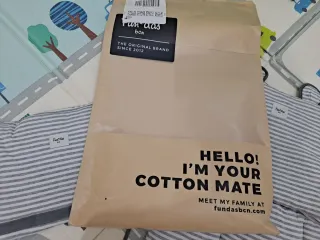 Fun das
bcn
THE ORIGINAL BRAND
SINCE 2012
HELLO!
I'M YOUR
COTTON MATE
MEET MY FAMILY AT
fundasbcn.com